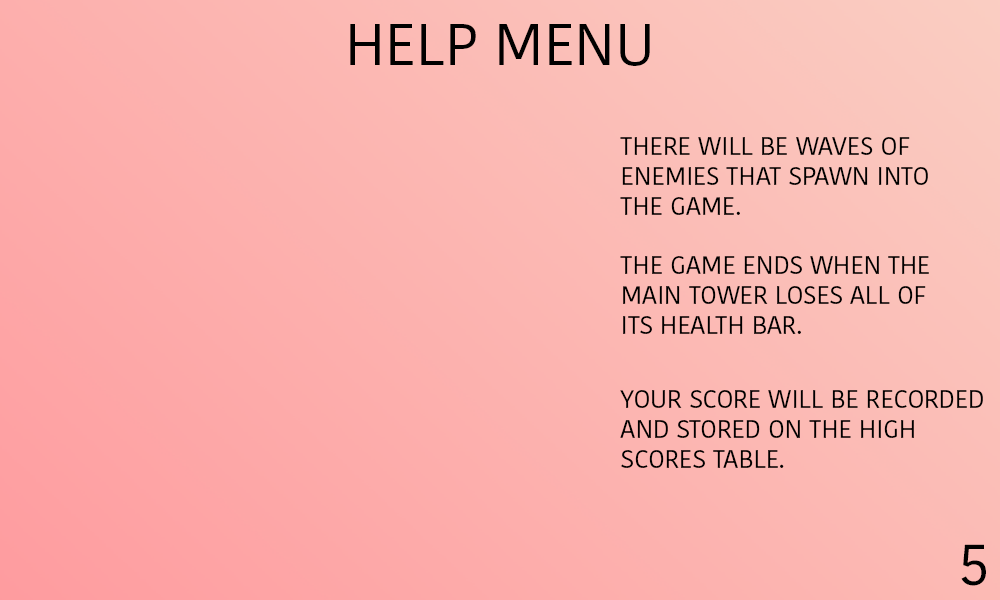 HELP MENU
THERE WILL BE WAVES OF
ENEMIES THAT SPAWN INTO
THE GAME.
THE GAME ENDS WHEN THE
MAIN TOWER LOSES ALL OF
ITS HEALTH BAR.
YOUR SCORE WILL BE RECORDED
AND STORED ON THE HIGH
SCORES TABLE.
5